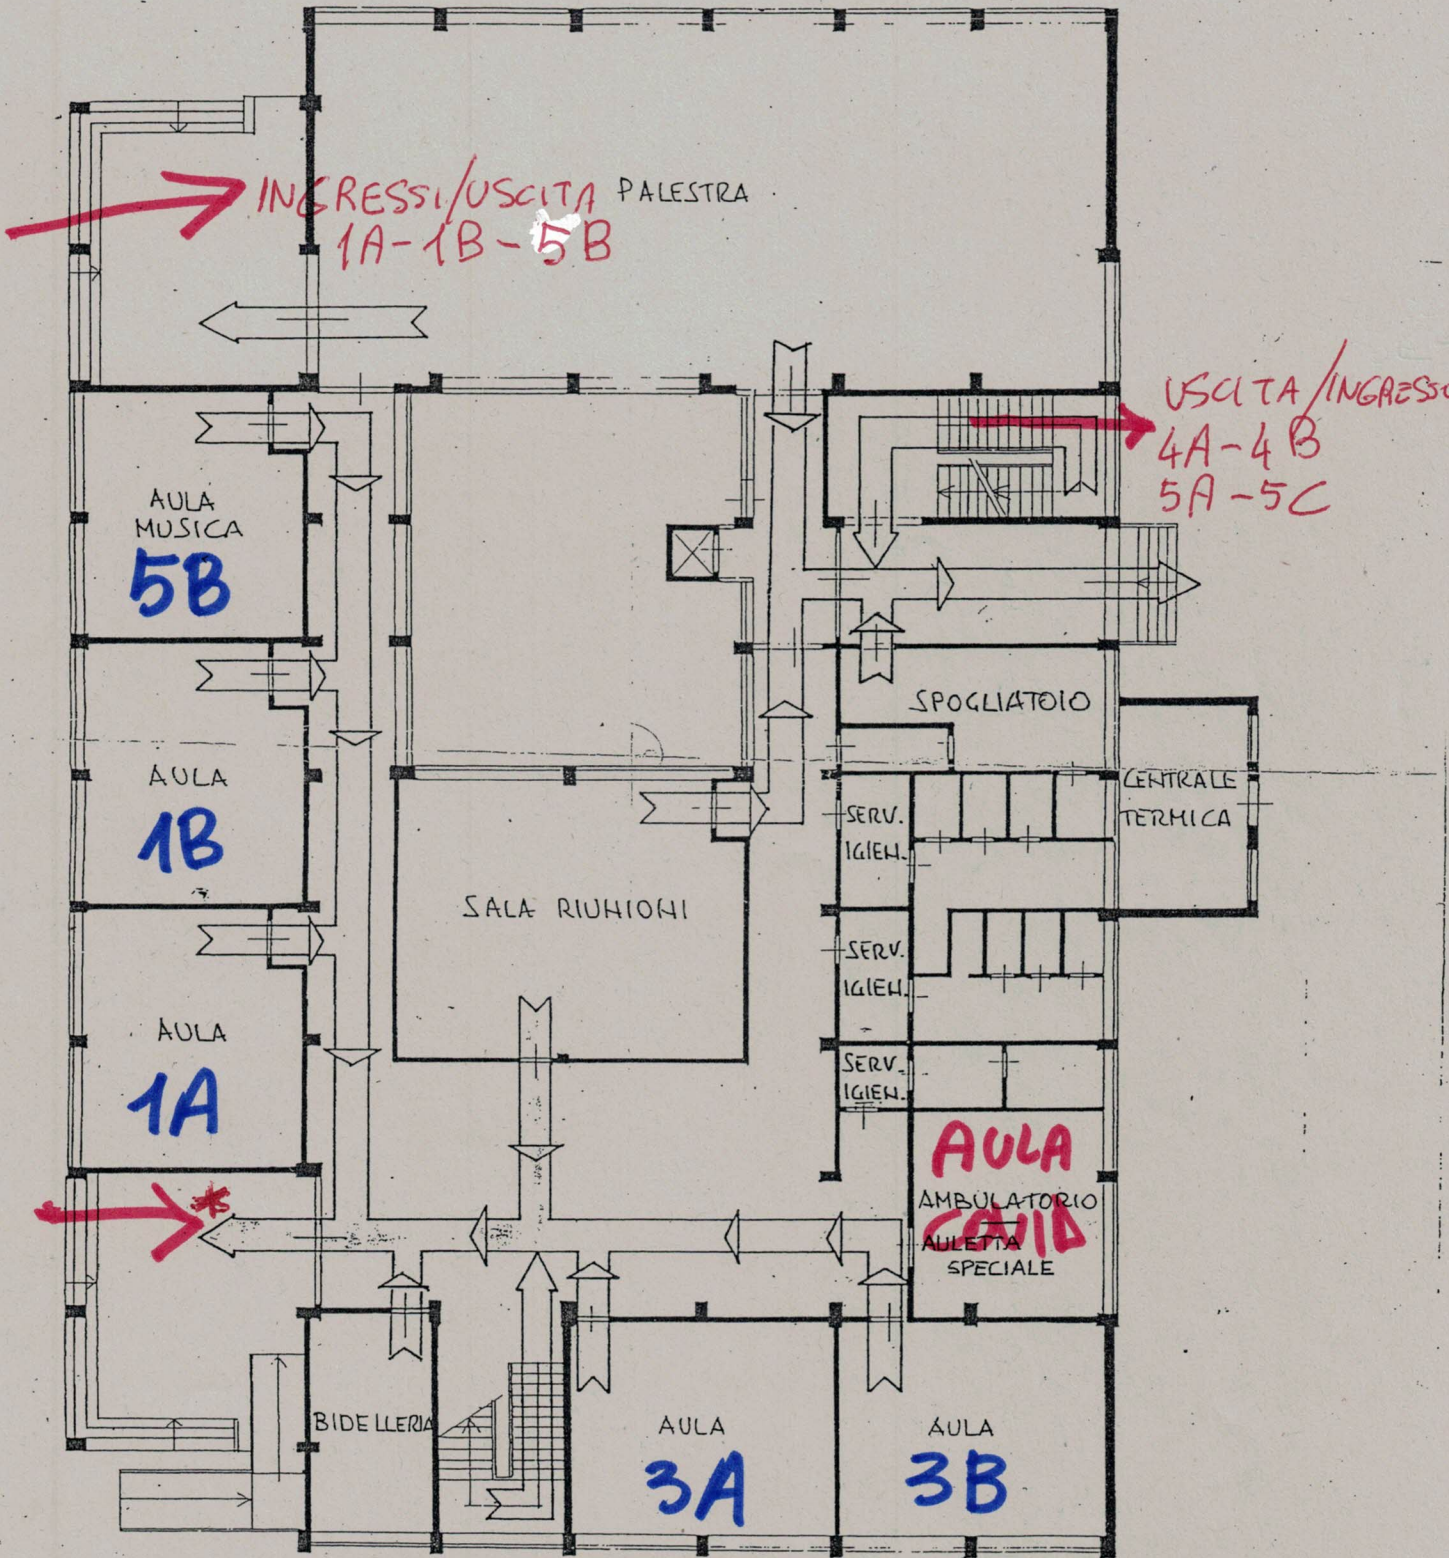 INGRESSI/USCITA
1A-1B-5B
PALESTRA
USCITA/INGRESSO
4A-4B
5A-5C
AULA
MUSICA
5B
SPOGLIATOIO
AULA
1B
CENTRALE
TERMICA
SERV.
IGIEN.
SALA RIUNIONI
SERV.
IGIEN.
AULA
1A
SERV.
IGIEN.
AULA
AMBULATORIO
COVID
AULETTA
SPECIALE
*
BIDELLERIA
AULA
3A
AULA
3B